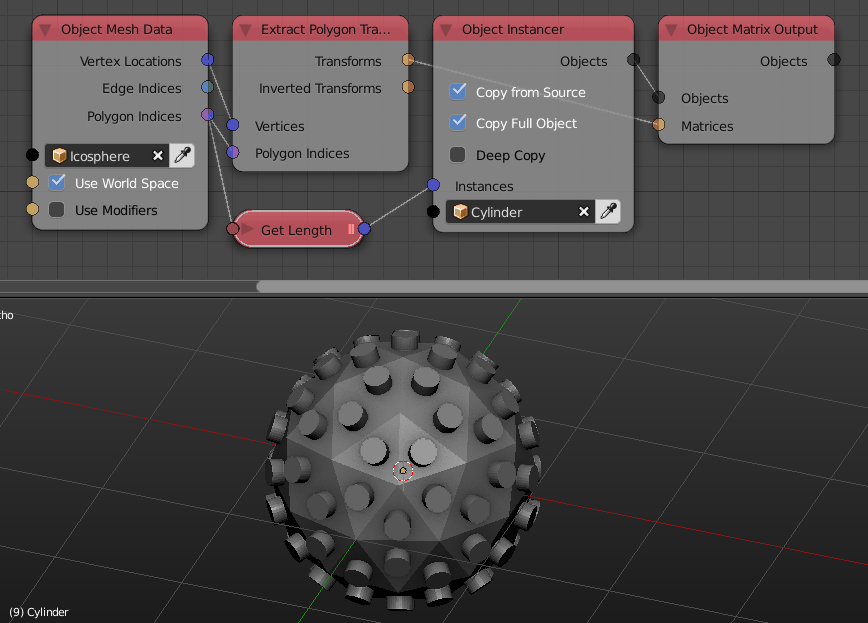 Object Mesh Data
Vertex Locations
Edge Indices
Polygon Indices
Icosphere
Use World Space
Use Modifiers
Extract Polygon Tra...
Transforms
Inverted Transforms
Vertices
Polygon Indices
Get Length
Object Instancer
Objects
Copy from Source
Copy Full Object
Deep Copy
Instances
Cylinder
Object Matrix Output
Objects
Objects
Matrices
tho
(9) Cylinder